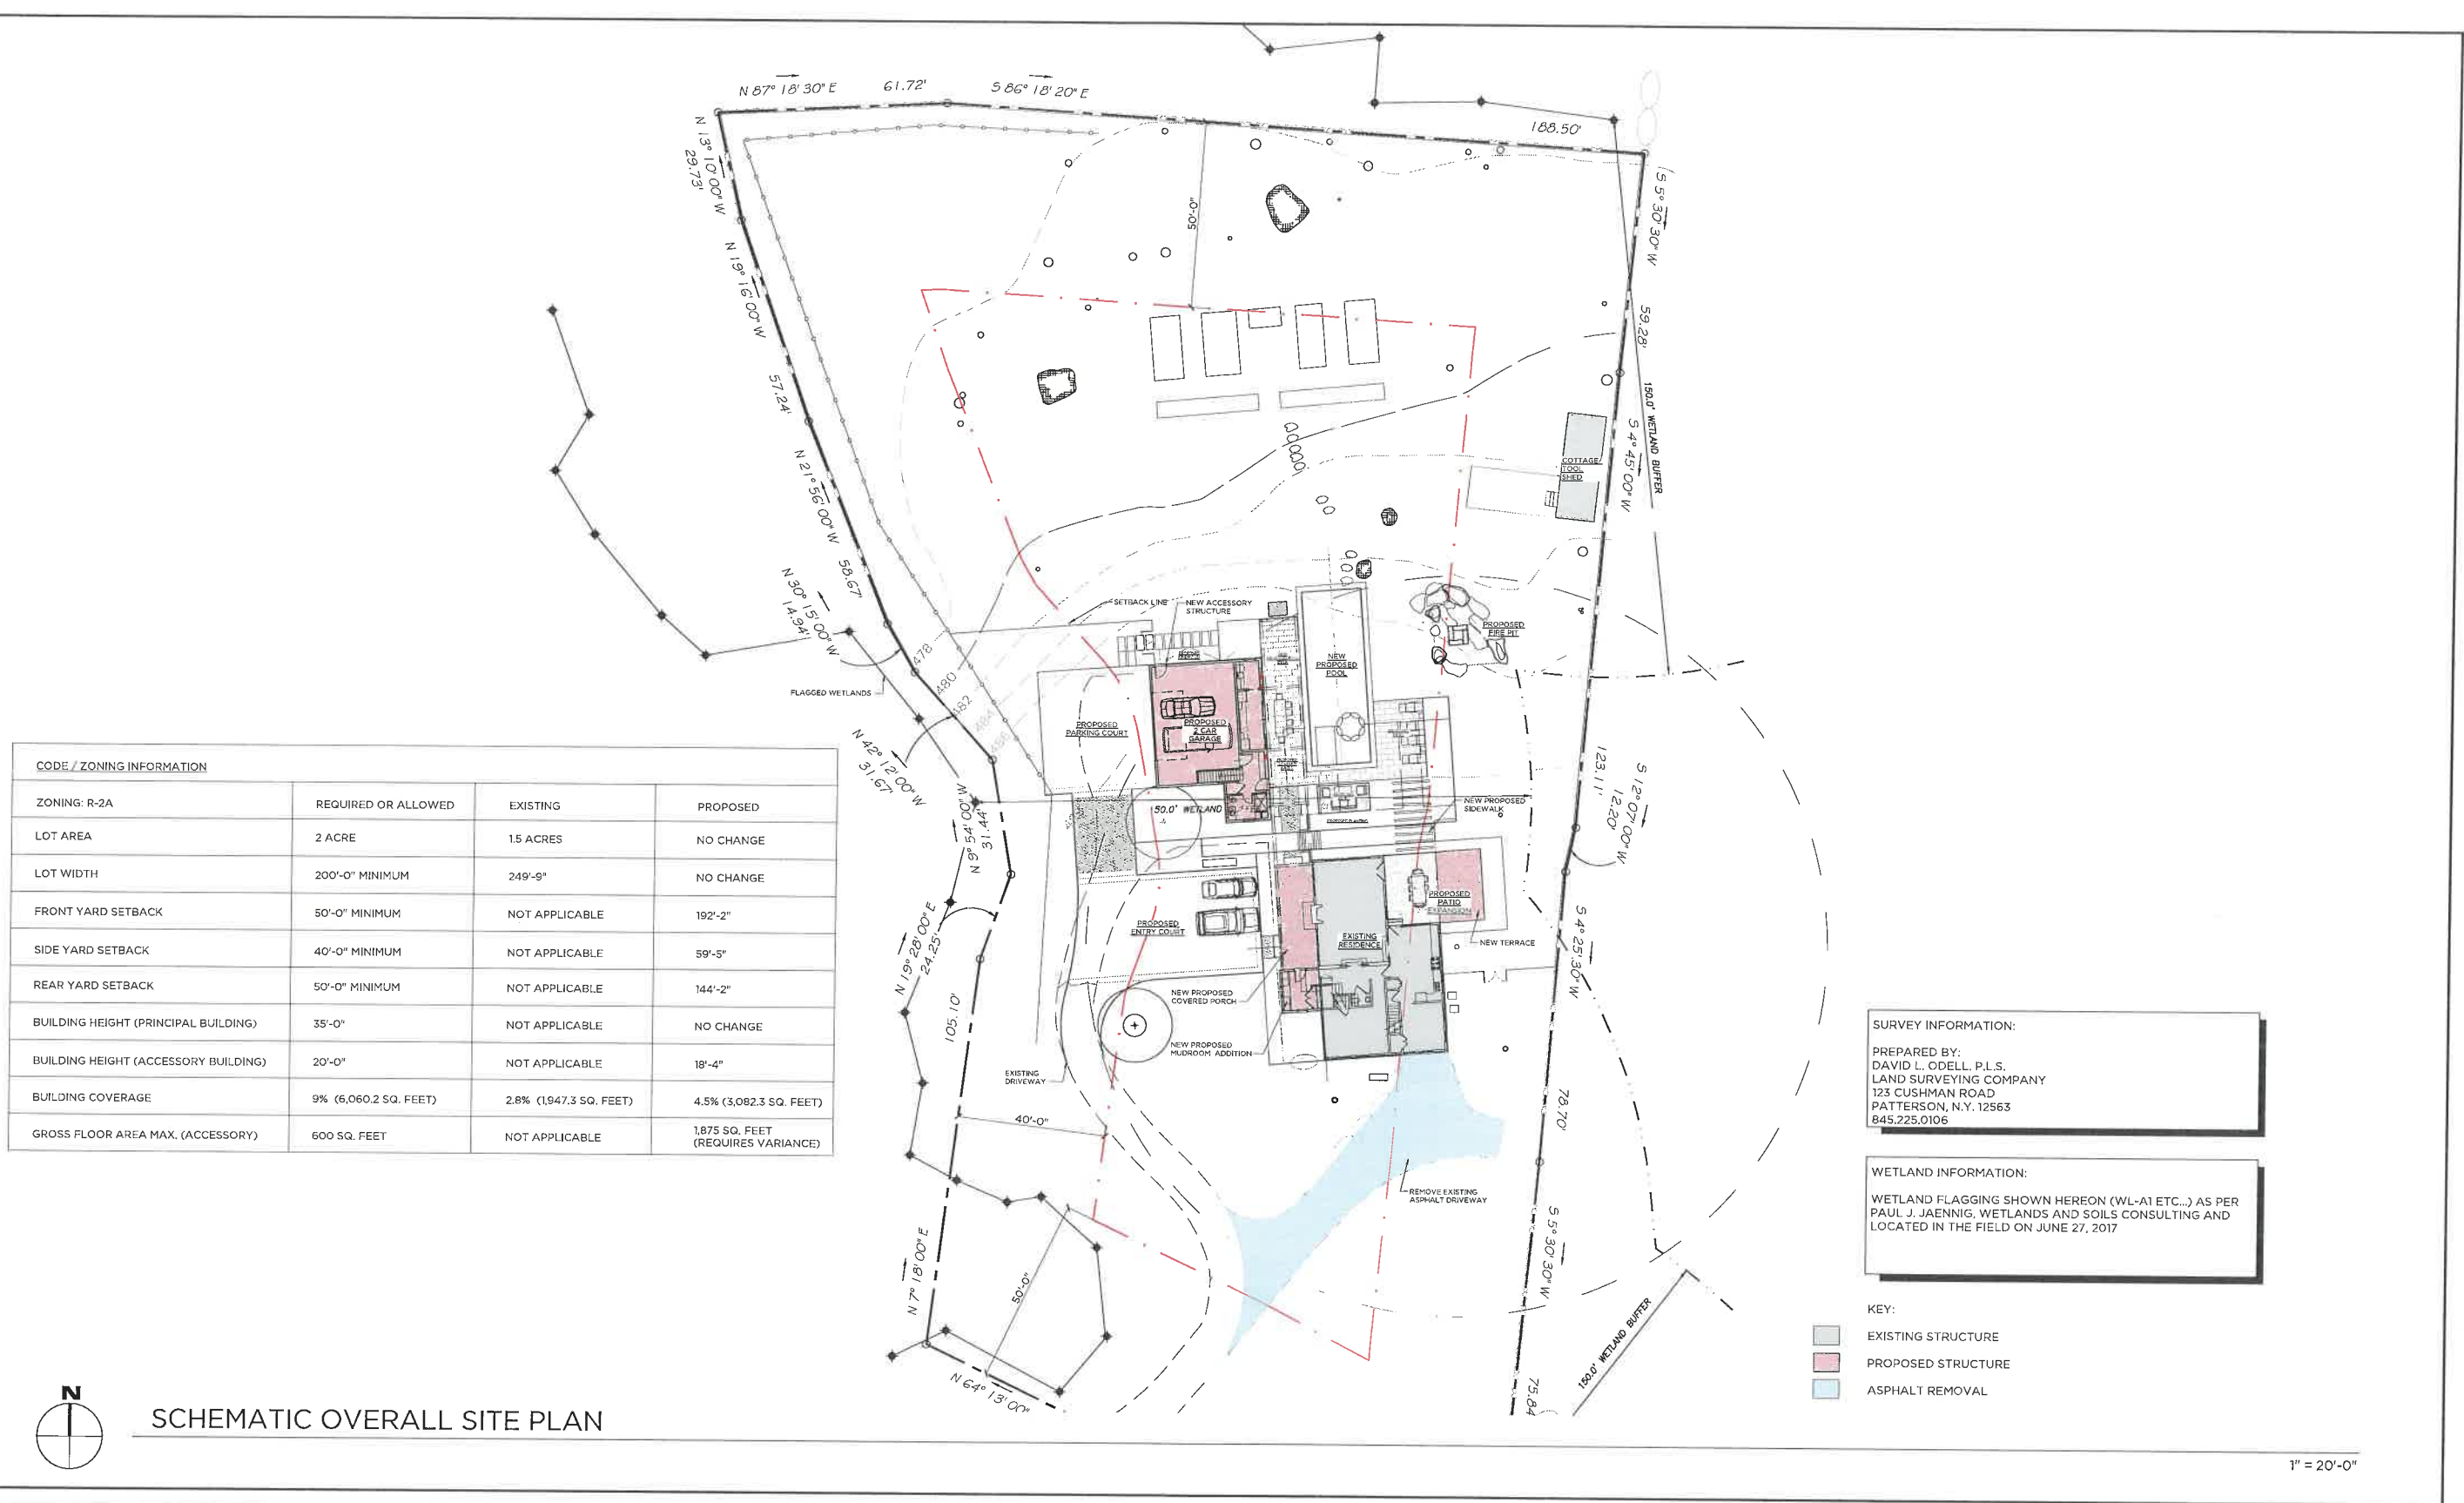 N 87° 18' 30" E
61.72'
S 86° 18' 20" E
188.50'
N 13° 10' 00" W
29.73'
50'-0"
S 5° 30' 30" W
59.28'
N 19° 16' 00" W
57.24'
150.0' WETLAND BUFFER
S 4° 45' 00" W
COTTAGE/
TOOL
SHED
N 21° 56' 00" W
58.67'
N 30° 15' 00" W
14.94'
SETBACK LINE
NEW ACCESSORY
STRUCTURE
PROPOSED
FIRE PIT
478
480
482
484
486
FLAGGED WETLANDS
NEW
PROPOSED
POOL
PROPOSED
PARKING COURT
PROPOSED
2 CAR
GARAGE
N 42° 12' 00" W
31.67'
123.11'
S 12° 07' 00" W
12.20'
150.0' WETLAND
NEW PROPOSED
SIDEWALK
N 9° 54' 00" W
31.44'
CODE / ZONING INFORMATION
ZONING: R-2A REQUIRED OR ALLOWED EXISTING PROPOSED
LOT AREA 2 ACRE 1.5 ACRES NO CHANGE
LOT WIDTH 200'-0" MINIMUM 249'-9" NO CHANGE
FRONT YARD SETBACK 50'-0" MINIMUM NOT APPLICABLE 192'-2"
SIDE YARD SETBACK 40'-0" MINIMUM NOT APPLICABLE 59'-5"
REAR YARD SETBACK 50'-0" MINIMUM NOT APPLICABLE 144'-2"
BUILDING HEIGHT (PRINCIPAL BUILDING) 35'-0" NOT APPLICABLE NO CHANGE
BUILDING HEIGHT (ACCESSORY BUILDING) 20'-0" NOT APPLICABLE 18'-4"
BUILDING COVERAGE 9% (6,060.2 SQ. FEET) 2.8% (1,947.3 SQ. FEET) 4.5% (3,082.3 SQ. FEET)
GROSS FLOOR AREA MAX. (ACCESSORY) 600 SQ. FEET NOT APPLICABLE 1,875 SQ. FEET
(REQUIRES VARIANCE)
N 19° 28' 00" E
24.25'
PROPOSED
ENTRY COURT
EXISTING
RESIDENCE
PROPOSED
PATIO
EXPANSION
NEW TERRACE
S 4° 25' 30" W
NEW PROPOSED
COVERED PORCH
NEW PROPOSED
MUDROOM ADDITION
105.10'
EXISTING
DRIVEWAY
40'-0"
78.70'
REMOVE EXISTING
ASPHALT DRIVEWAY
S 5° 30' 30" W
N 7° 18' 00" E
50'-0"
N 64° 13' 00"
75.84
150.0' WETLAND BUFFER
SURVEY INFORMATION:
PREPARED BY:
DAVID L. ODELL. P.L.S.
LAND SURVEYING COMPANY
123 CUSHMAN ROAD
PATTERSON, N.Y. 12563
845.225.0106
WETLAND INFORMATION:
WETLAND FLAGGING SHOWN HEREON (WL-A1 ETC...) AS PER
PAUL J. JAENNIG, WETLANDS AND SOILS CONSULTING AND
LOCATED IN THE FIELD ON JUNE 27, 2017
KEY:
EXISTING STRUCTURE
PROPOSED STRUCTURE
ASPHALT REMOVAL
N
SCHEMATIC OVERALL SITE PLAN
1" = 20'-0"